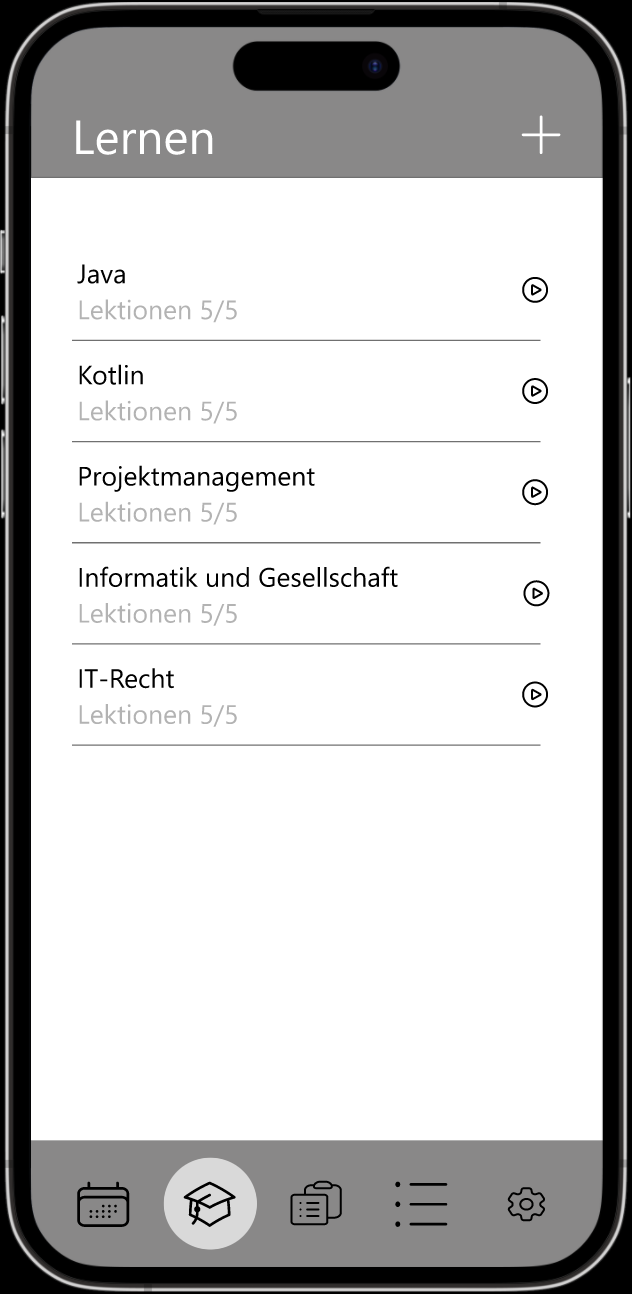 Lernen
Java
Lektionen 5/5
Kotlin
Lektionen 5/5
Projektmanagement
Lektionen 5/5
Informatik und Gesellschaft
Lektionen 5/5
IT-Recht
Lektionen 5/5